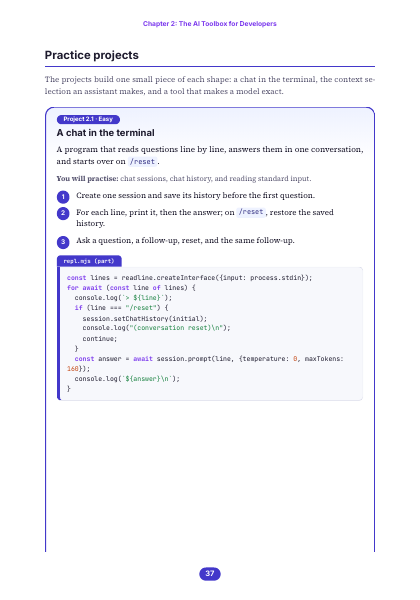 Chapter 2: The AI Toolbox for Developers
Practice projects
The projects build one small piece of each shape: a chat in the terminal, the context se-
lection an assistant makes, and a tool that makes a model exact.
Project 2.1 · Easy
A chat in the terminal
A program that reads questions line by line, answers them in one conversation,
and starts over on /reset.
You will practise: chat sessions, chat history, and reading standard input.
1 Create one session and save its history before the first question.
2 For each line, print it, then the answer; on /reset, restore the saved
history.
3 Ask a question, a follow-up, reset, and the same follow-up.
repl.mjs (part)
const lines = readline.createInterface({input: process.stdin});
for await (const line of lines) {
  console.log(`> ${line}`);
  if (line === "/reset") {
    session.setChatHistory(initial);
    console.log("(conversation reset)\n");
    continue;
  }
  const answer = await session.prompt(line, {temperature: 0, maxTokens:
160});
  console.log(`${answer}\n`);
}
37